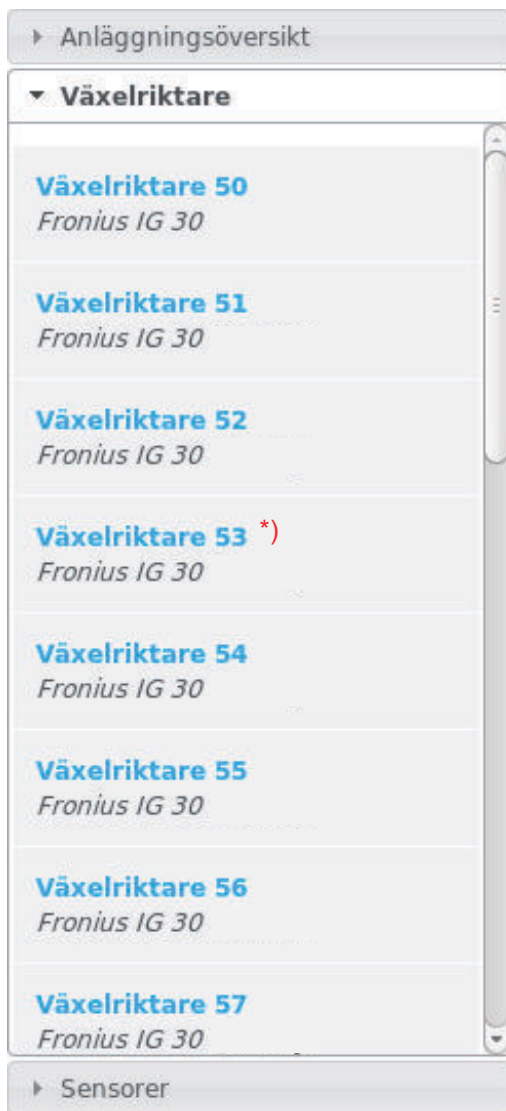 Anläggningsöversikt
Växelriktare
Växelriktare 50
Fronius IG 30
Växelriktare 51
Fronius IG 30
Växelriktare 52
Fronius IG 30
Växelriktare 53 *)
Fronius IG 30
Växelriktare 54
Fronius IG 30
Växelriktare 55
Fronius IG 30
Växelriktare 56
Fronius IG 30
Växelriktare 57
Fronius IG 30
Sensorer